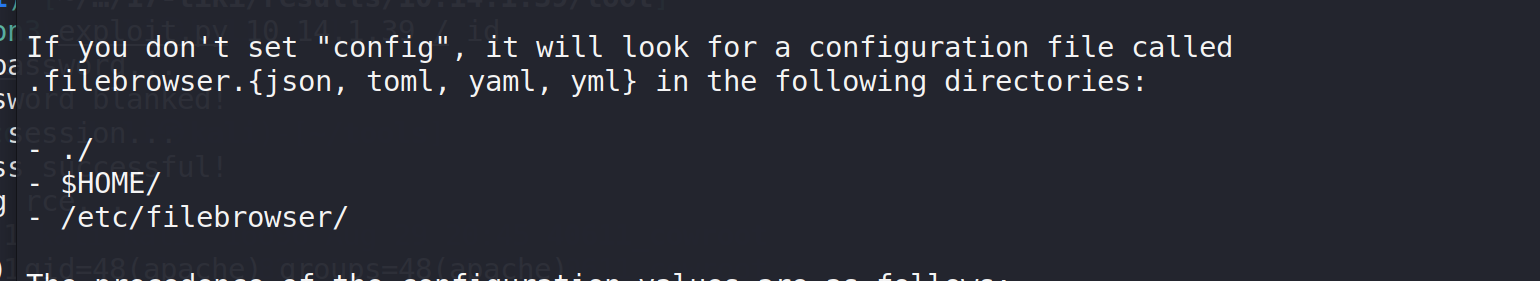 If you don't set "config", it will look for a configuration file called
.filebrowser.{json, toml, yaml, yml} in the following directories:
- ./
- $HOME/
- /etc/filebrowser/
The precedence of the configuration values are as follows: